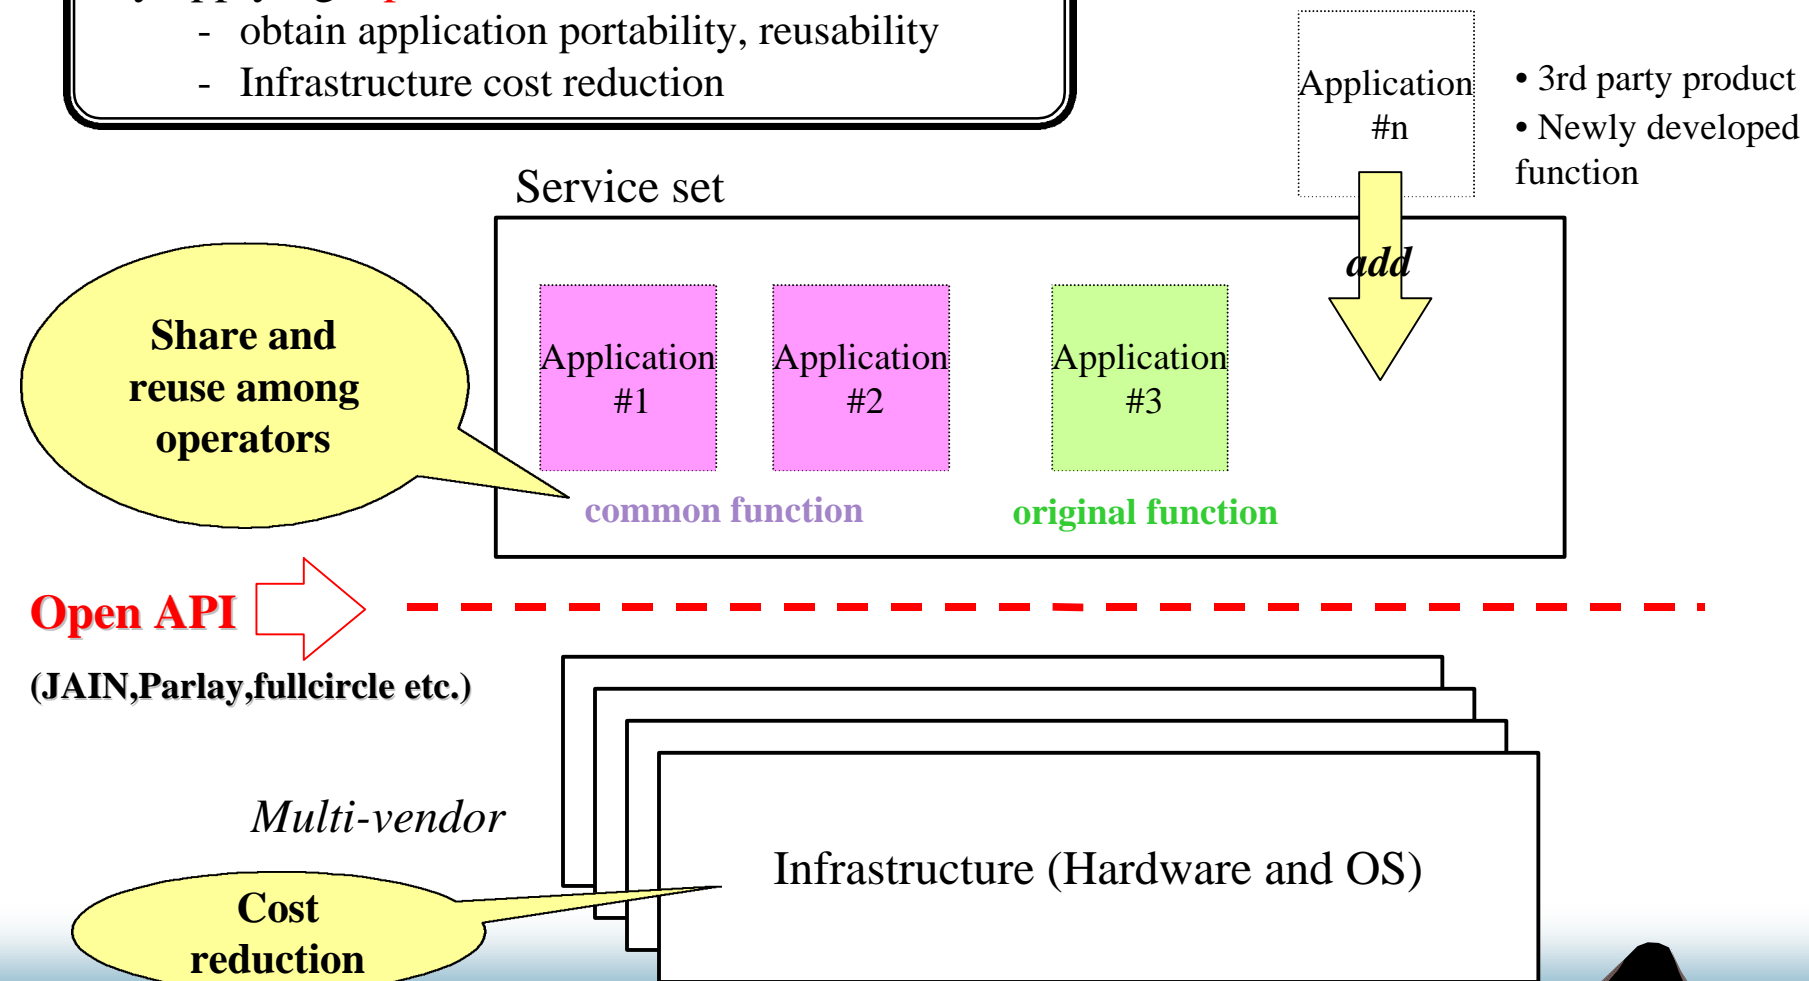 - obtain application portability, reusability
- Infrastructure cost reduction
Application
#n
• 3rd party product
• Newly developed
function
Service set
add
Share and
reuse among
operators
Application
#1
Application
#2
Application
#3
common function
original function
Open API
(JAIN,Parlay,fullcircle etc.)
Multi-vendor
Infrastructure (Hardware and OS)
Cost
reduction